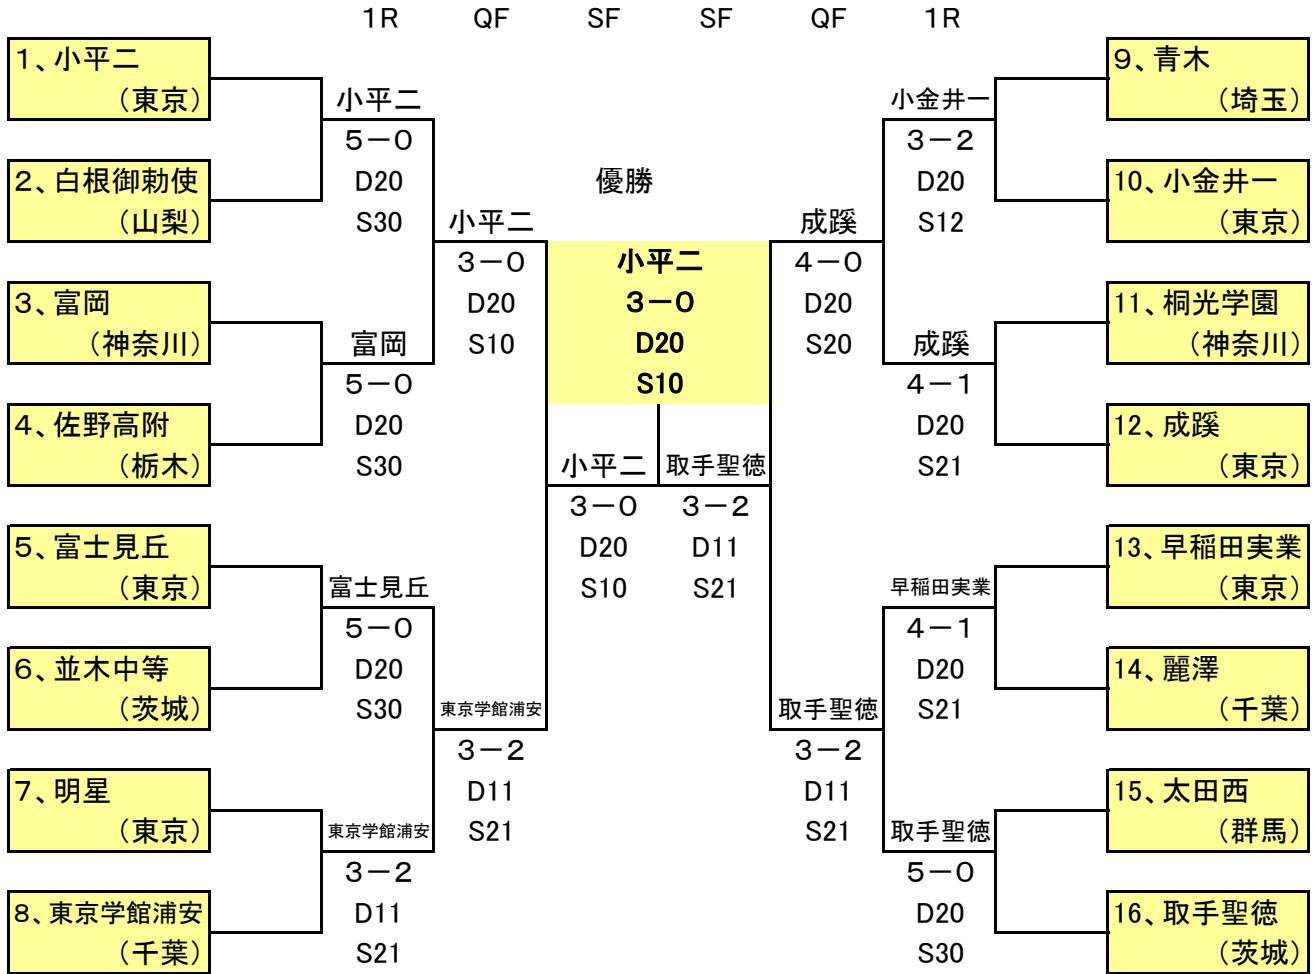 1R QF SF SF QF 1R
1、小平二
（東京）
2、白根御勅使
（山梨）
3、富岡
（神奈川）
4、佐野高附
（栃木）
5、富士見丘
（東京）
6、並木中等
（茨城）
7、明星
（東京）
8、東京学館浦安
（千葉）
小平二
5－0
D20
S30
富岡
5－0
D20
S30
富士見丘
5－0
D20
S30
東京学館浦安
3－2
D11
S21
小平二
3－0
D20
S10
東京学館浦安
3－2
D11
S21
優勝
小平二
3－0
D20
S10
小平二
3－0
D20
S10
取手聖徳
3－2
D11
S21
成蹊
4－0
D20
S20
取手聖徳
3－2
D11
S21
小金井一
3－2
D20
S12
成蹊
4－1
D20
S21
早稲田実業
4－1
D20
S21
取手聖徳
5－0
D20
S30
9、青木
（埼玉）
10、小金井一
（東京）
11、桐光学園
（神奈川）
12、成蹊
（東京）
13、早稲田実業
（東京）
14、麗澤
（千葉）
15、太田西
（群馬）
16、取手聖徳
（茨城）